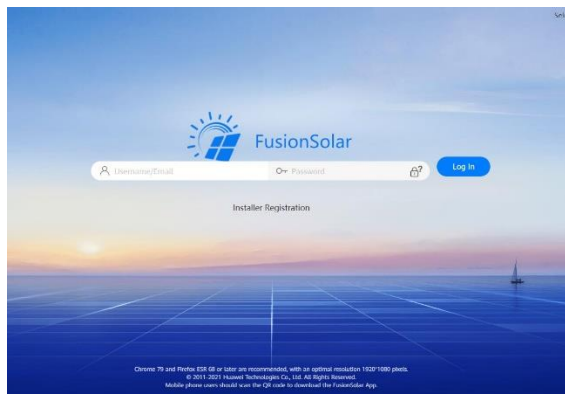 FusionSolar
Username/Email
Password
?
Log In
Installer Registration
Chrome 79 and Firefox ESR 68 or later are recommended, with an optimal resolution 1920*1080 pixels.
© 2011-2021 Huawei Technologies Co., Ltd. All Rights Reserved.
Mobile phone users should scan the QR code to download the FusionSolar App.